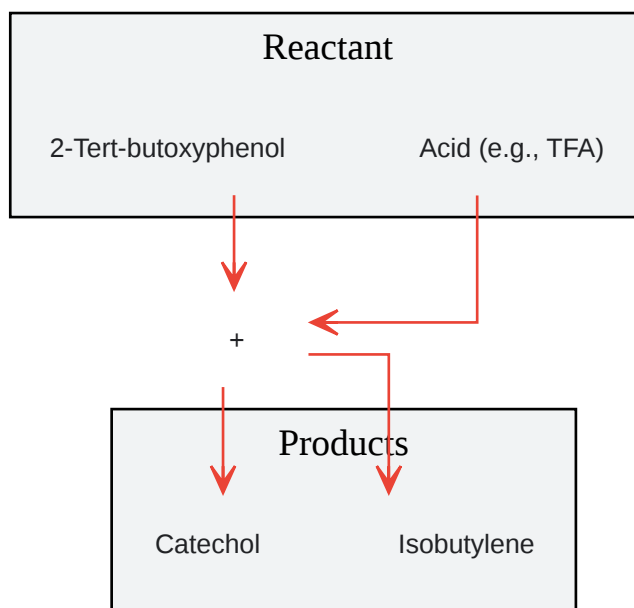 Reactant
2-Tert-butoxyphenol
Acid (e.g., TFA)
+
Products
Catechol
Isobutylene